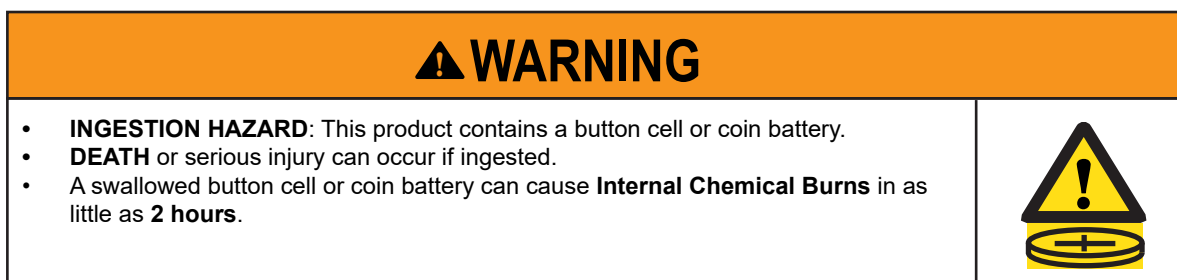 ⚠ WARNING
• INGESTION HAZARD: This product contains a button cell or coin battery.
• DEATH or serious injury can occur if ingested.
• A swallowed button cell or coin battery can cause Internal Chemical Burns in as
little as 2 hours.